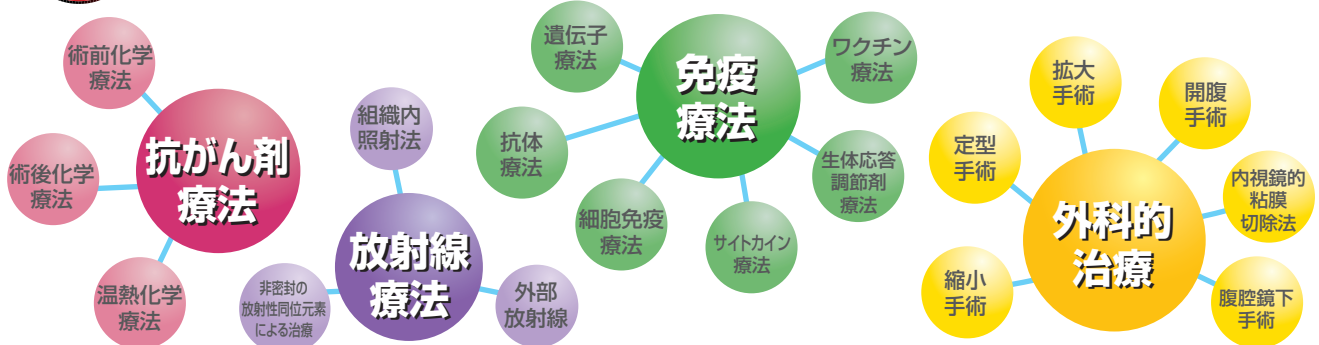 術前化学
療法
術後化学
療法
抗がん剤
療法
温熱化学
療法
組織内
照射法
放射線
療法
非密封の
放射性同位元素
による治療
外部
放射線
遺伝子
療法
免疫
療法
ワクチン
療法
抗体
療法
細胞免疫
療法
サイトカイン
療法
生体応答
調節剤
療法
拡大
手術
開腹
手術
定型
手術
外科的
治療
内視鏡的
粘膜
切除法
縮小
手術
腹腔鏡下
手術